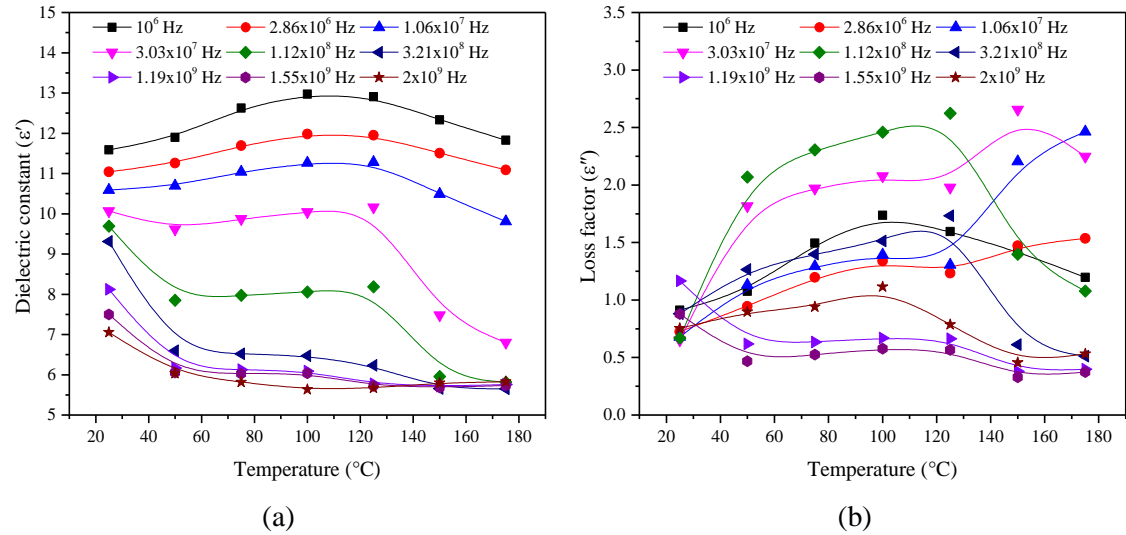 10⁶ Hz 2.86x10⁶ Hz 1.06x10⁷ Hz
3.03x10⁷ Hz 1.12x10⁸ Hz 3.21x10⁸ Hz
1.19x10⁹ Hz 1.55x10⁹ Hz 2x10⁹ Hz
15
14
13
12
11
10
9
8
7
6
5
Dielectric constant (ε′)
20 40 60 80 100 120 140 160 180
Temperature (°C)
(a)
10⁶ Hz 2.86x10⁶ Hz 1.06x10⁷ Hz
3.03x10⁷ Hz 1.12x10⁸ Hz 3.21x10⁸ Hz
1.19x10⁹ Hz 1.55x10⁹ Hz 2x10⁹ Hz
3.5
3.0
2.5
2.0
1.5
1.0
0.5
0.0
Loss factor (ε″)
20 40 60 80 100 120 140 160 180
Temperature (°C)
(b)